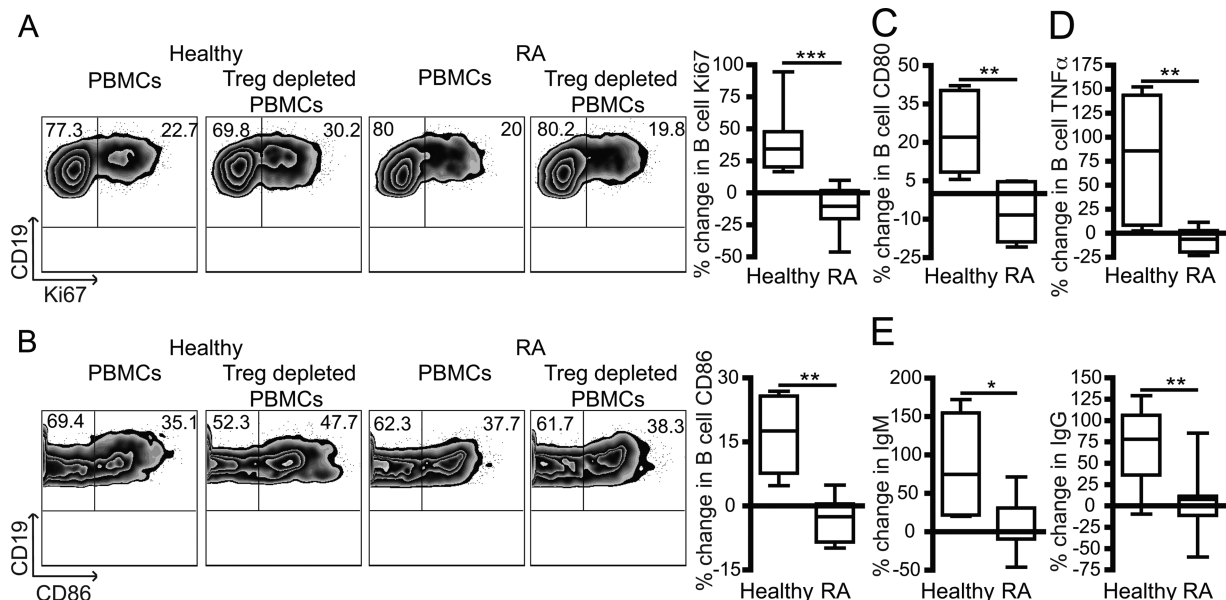 A
Healthy
RA
PBMCs
Treg depleted
PBMCs
PBMCs
Treg depleted
PBMCs
77.3
22.7
69.8
30.2
80
20
80.2
19.8
CD19
Ki67
% change in B cell Ki67
100
75
50
25
0
-25
-50
***
Healthy RA
C
% change in B cell CD80
50
35
20
5
-10
-25
**
Healthy RA
D
% change in B cell TNFα
175
150
125
100
75
50
25
0
-25
-50
**
Healthy RA
B
Healthy
RA
PBMCs
Treg depleted
PBMCs
PBMCs
Treg depleted
PBMCs
69.4
35.1
52.3
47.7
62.3
37.7
61.7
38.3
CD19
CD86
% change in B cell CD86
30
15
0
-15
**
Healthy RA
E
% change in IgM
200
150
100
50
0
-50
*
Healthy RA
% change in IgG
150
125
100
75
50
25
0
-25
-50
-75
**
Healthy RA